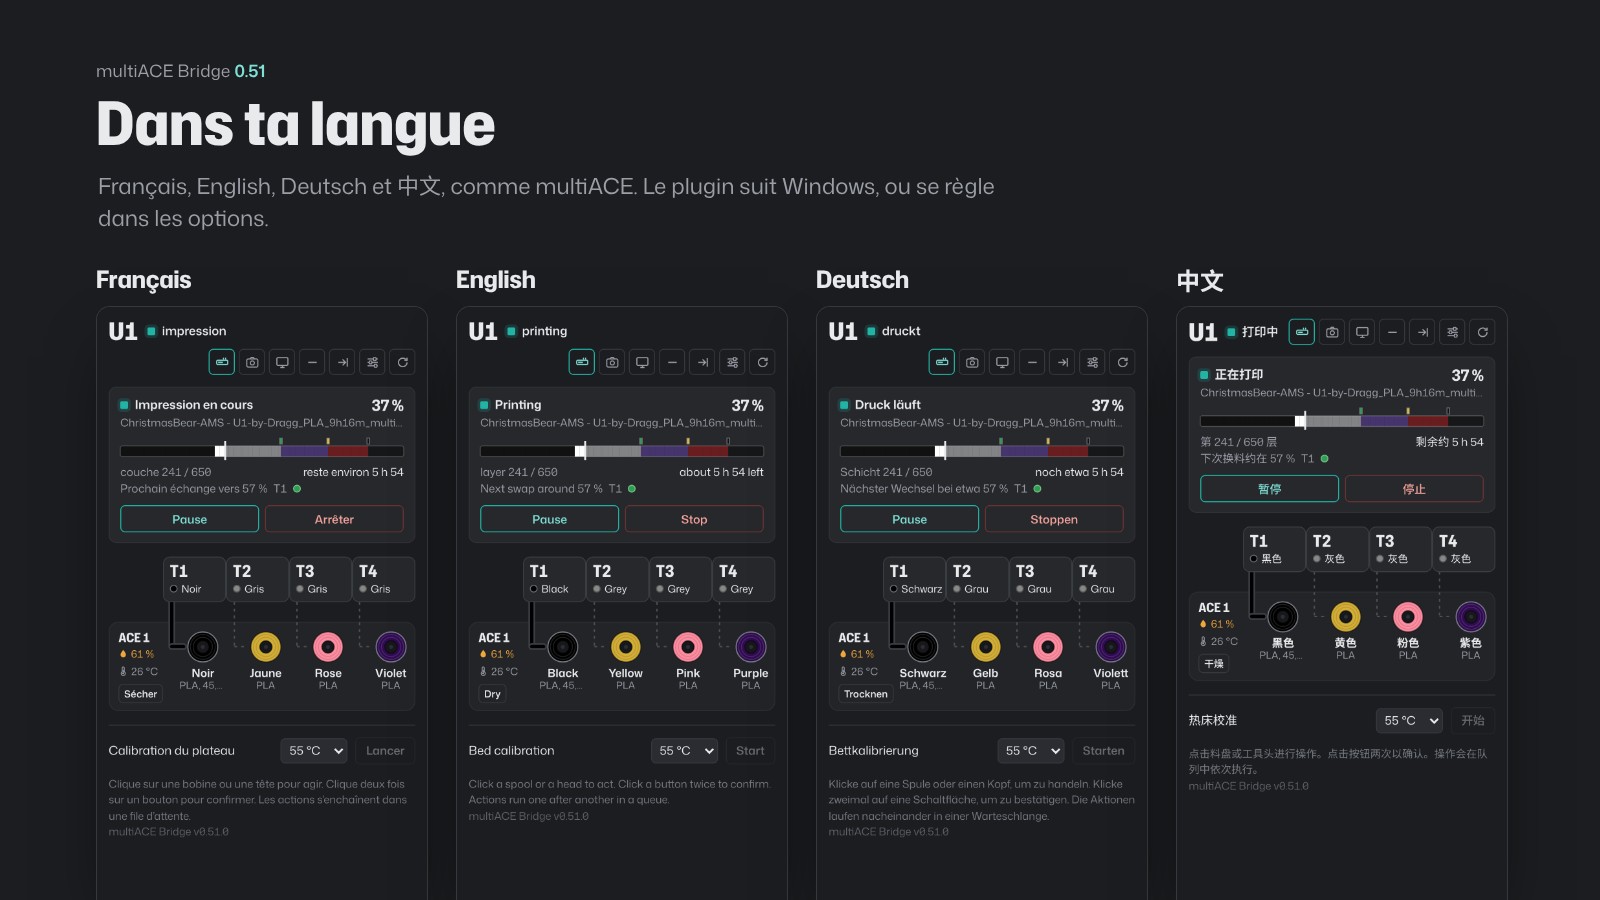 multiACE Bridge 0.51
Dans ta langue
Français, English, Deutsch et 中文, comme multiACE. Le plugin suit Windows, ou se règle
dans les options.
Français
U1 impression
Impression en cours 37 %
ChristmasBear-AMS - U1-by-Dragg_PLA_9h16m_multi...
couche 241 / 650 reste environ 5 h 54
Prochain échange vers 57 % T1
Pause Arrêter
T1 T2 T3 T4
Noir Gris Gris Gris
ACE 1
61 %
26 °C
Sécher
Noir Jaune Rose Violet
PLA, 45,... PLA PLA PLA
Calibration du plateau 55 °C Lancer
Clique sur une bobine ou une tête pour agir. Clique deux fois
sur un bouton pour confirmer. Les actions s'enchaînent dans
une file d'attente.
multiACE Bridge v0.51.0
English
U1 printing
Printing 37 %
ChristmasBear-AMS - U1-by-Dragg_PLA_9h16m_multi...
layer 241 / 650 about 5 h 54 left
Next swap around 57 % T1
Pause Stop
T1 T2 T3 T4
Black Grey Grey Grey
ACE 1
61 %
26 °C
Dry
Black Yellow Pink Purple
PLA, 45,... PLA PLA PLA
Bed calibration 55 °C Start
Click a spool or a head to act. Click a button twice to confirm.
Actions run one after another in a queue.
multiACE Bridge v0.51.0
Deutsch
U1 druckt
Druck läuft 37 %
ChristmasBear-AMS - U1-by-Dragg_PLA_9h16m_multi...
Schicht 241 / 650 noch etwa 5 h 54
Nächster Wechsel bei etwa 57 % T1
Pause Stoppen
T1 T2 T3 T4
Schwarz Grau Grau Grau
ACE 1
61 %
26 °C
Trocknen
Schwarz Gelb Rosa Violett
PLA, 45,... PLA PLA PLA
Bettkalibrierung 55 °C Starten
Klicke auf eine Spule oder einen Kopf, um zu handeln. Klicke
zweimal auf eine Schaltfläche, um zu bestätigen. Die Aktionen
laufen nacheinander in einer Warteschlange.
multiACE Bridge v0.51.0
中文
U1 打印中
正在打印 37 %
ChristmasBear-AMS - U1-by-Dragg_PLA_9h16m_multi...
第 241 / 650 层 剩余约 5 h 54
下次换料约在 57 % T1
暂停 停止
T1 T2 T3 T4
黑色 灰色 灰色 灰色
ACE 1
61 %
26 °C
干燥
黑色 黄色 粉色 紫色
PLA, 45,... PLA PLA PLA
热床校准 55 °C 开始
点击料盘或工具头进行操作。点击按钮两次以确认。操作会在队
列中依次执行。
multiACE Bridge v0.51.0